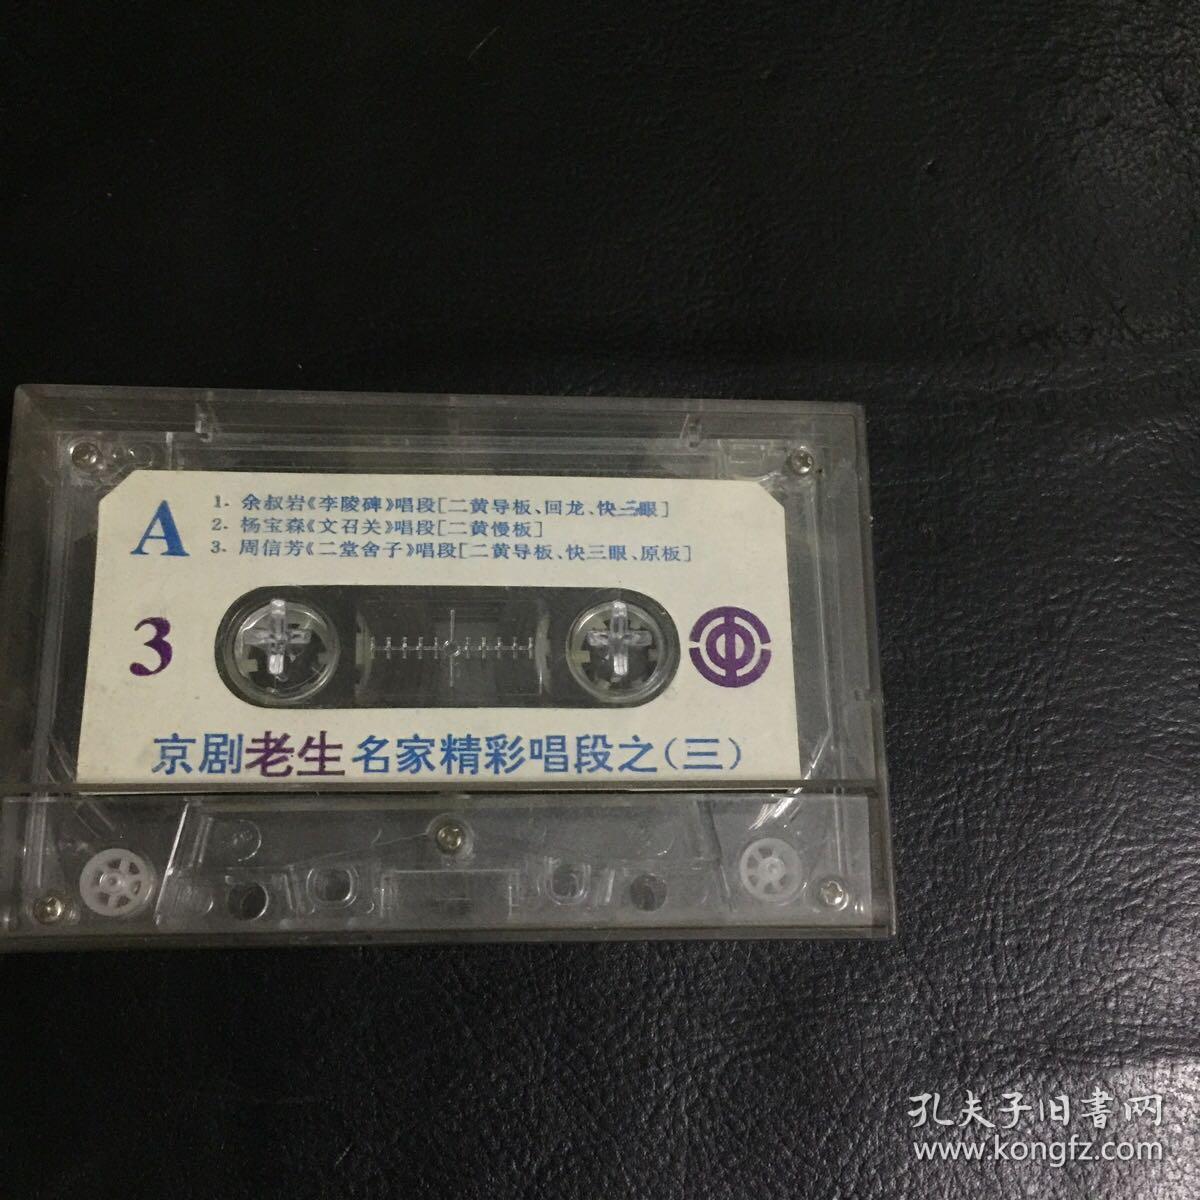 A
1. 余叔岩《李陵碑》唱段[二黄导板、回龙、快三眼]
2. 杨宝森《文召关》唱段[二黄慢板]
3. 周信芳《二堂舍子》唱段[二黄导板、快三眼、原板]
3
京剧老生名家精彩唱段之(三)
孔夫子旧書网
www.kongfz.com